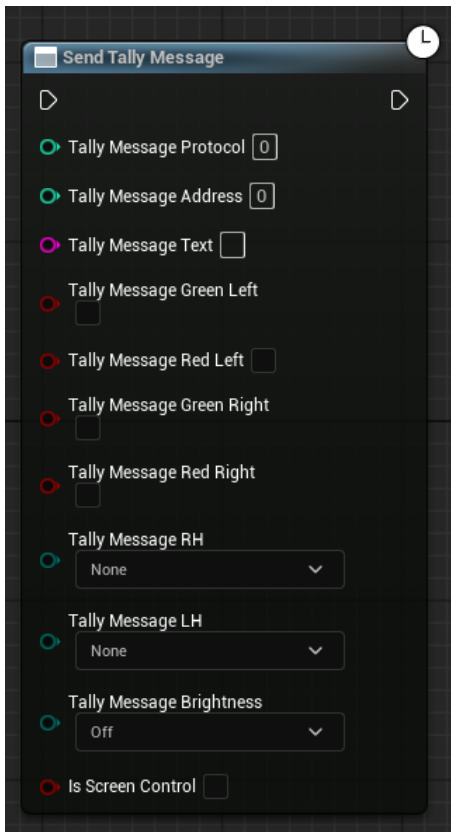 Send Tally Message
Tally Message Protocol 0
Tally Message Address 0
Tally Message Text
Tally Message Green Left
Tally Message Red Left
Tally Message Green Right
Tally Message Red Right
Tally Message RH
None
Tally Message LH
None
Tally Message Brightness
Off
Is Screen Control